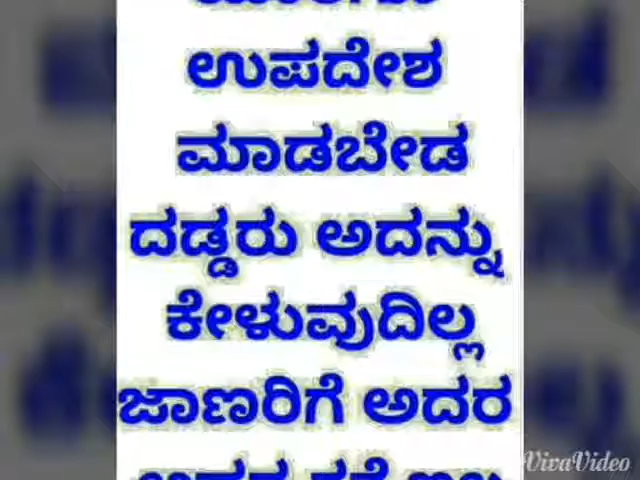 ಉಪದೇಶ
ಮಾಡಬೇಡ
ದಡ್ಡರು ಅದನ್ನು
ಕೇಳುವುದಿಲ್ಲ
ಜಾಣರಿಗೆ ಅದರ
VivaVideo